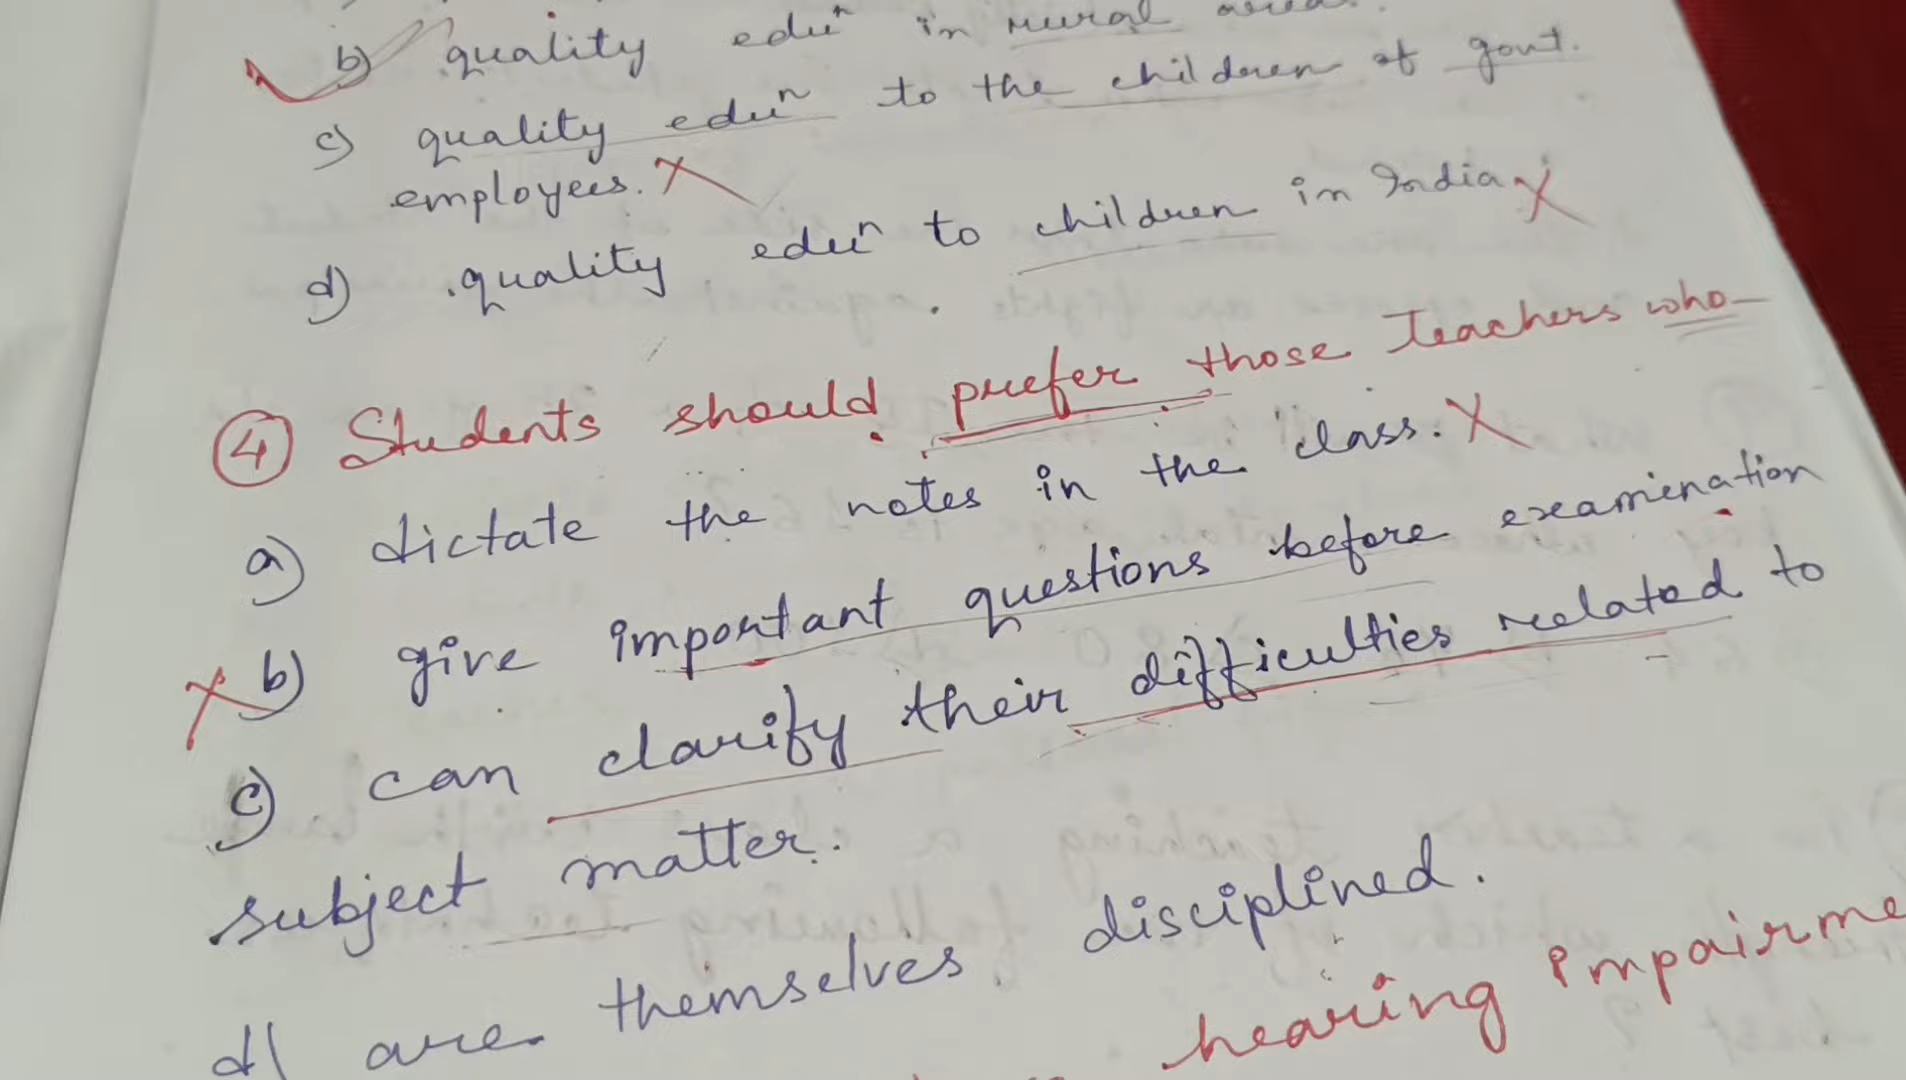 b) quality edun in rural area.
c) quality edun to the children of govt.
employees. X
d) quality edun to children in India X
④ Students should prefer those teachers who—
a) dictate the notes in the class. X
X b) give important questions before examination
c) can clarify their difficulties related to
subject matter.
d) are themselves disciplined.
hearing